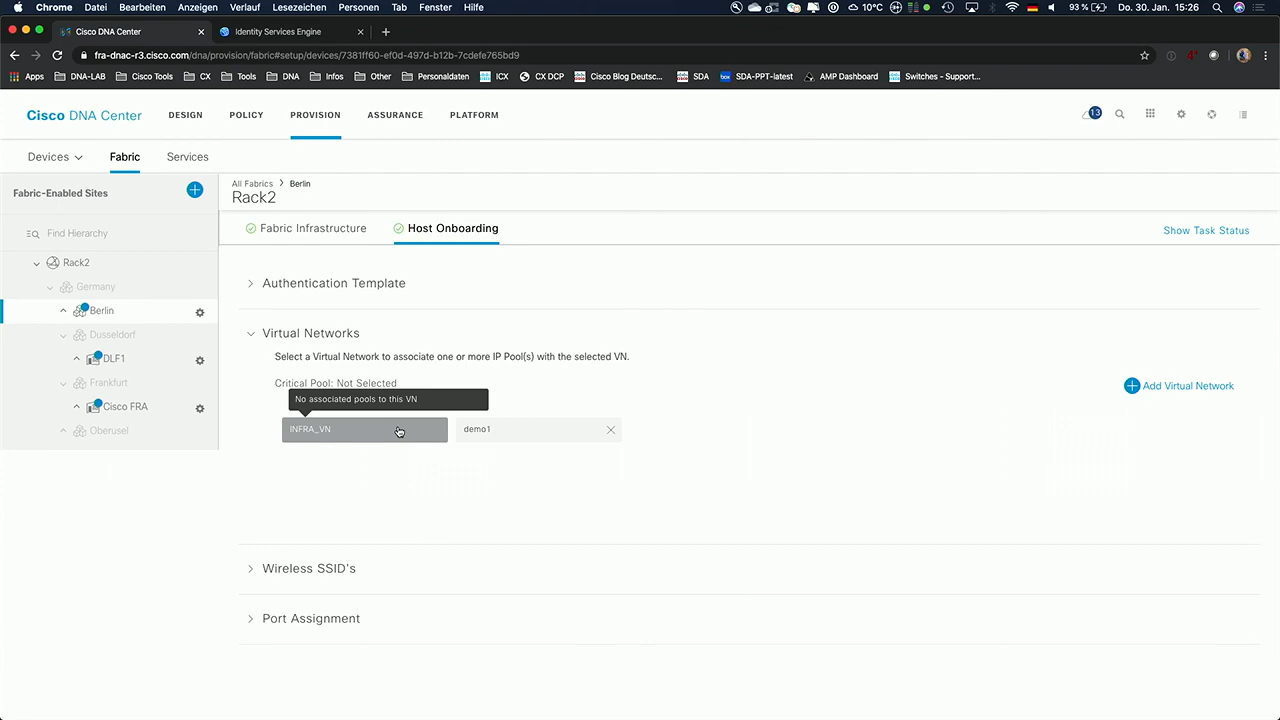 Chrome Datei Bearbeiten Anzeigen Verlauf Lesezeichen Personen Tab Fenster Hilfe 10°C 93 % Do. 30. Jan. 15:26
Cisco DNA Center Identity Services Engine
fra-dnac-r3.cisco.com/dna/provision/fabric#setup/devices/7381ff60-ef0d-497d-b12b-7cdefe765bd9
Apps DNA-LAB Cisco Tools CX Tools DNA Infos Other Personaldaten ICX CX DCP Cisco Blog Deutsc... SDA SDA-PPT-latest AMP Dashboard Switches - Support...
Cisco DNA Center DESIGN POLICY PROVISION ASSURANCE PLATFORM 13
Devices Fabric Services
Fabric-Enabled Sites
Find Hierarchy
Rack2
Germany
Berlin
Dusseldorf
DLF1
Frankfurt
Cisco FRA
Oberusel
All Fabrics > Berlin
Rack2
Fabric Infrastructure Host Onboarding Show Task Status
Authentication Template
Virtual Networks
Select a Virtual Network to associate one or more IP Pool(s) with the selected VN.
Critical Pool: Not Selected
Add Virtual Network
No associated pools to this VN
INFRA_VN demo1
Wireless SSID's
Port Assignment